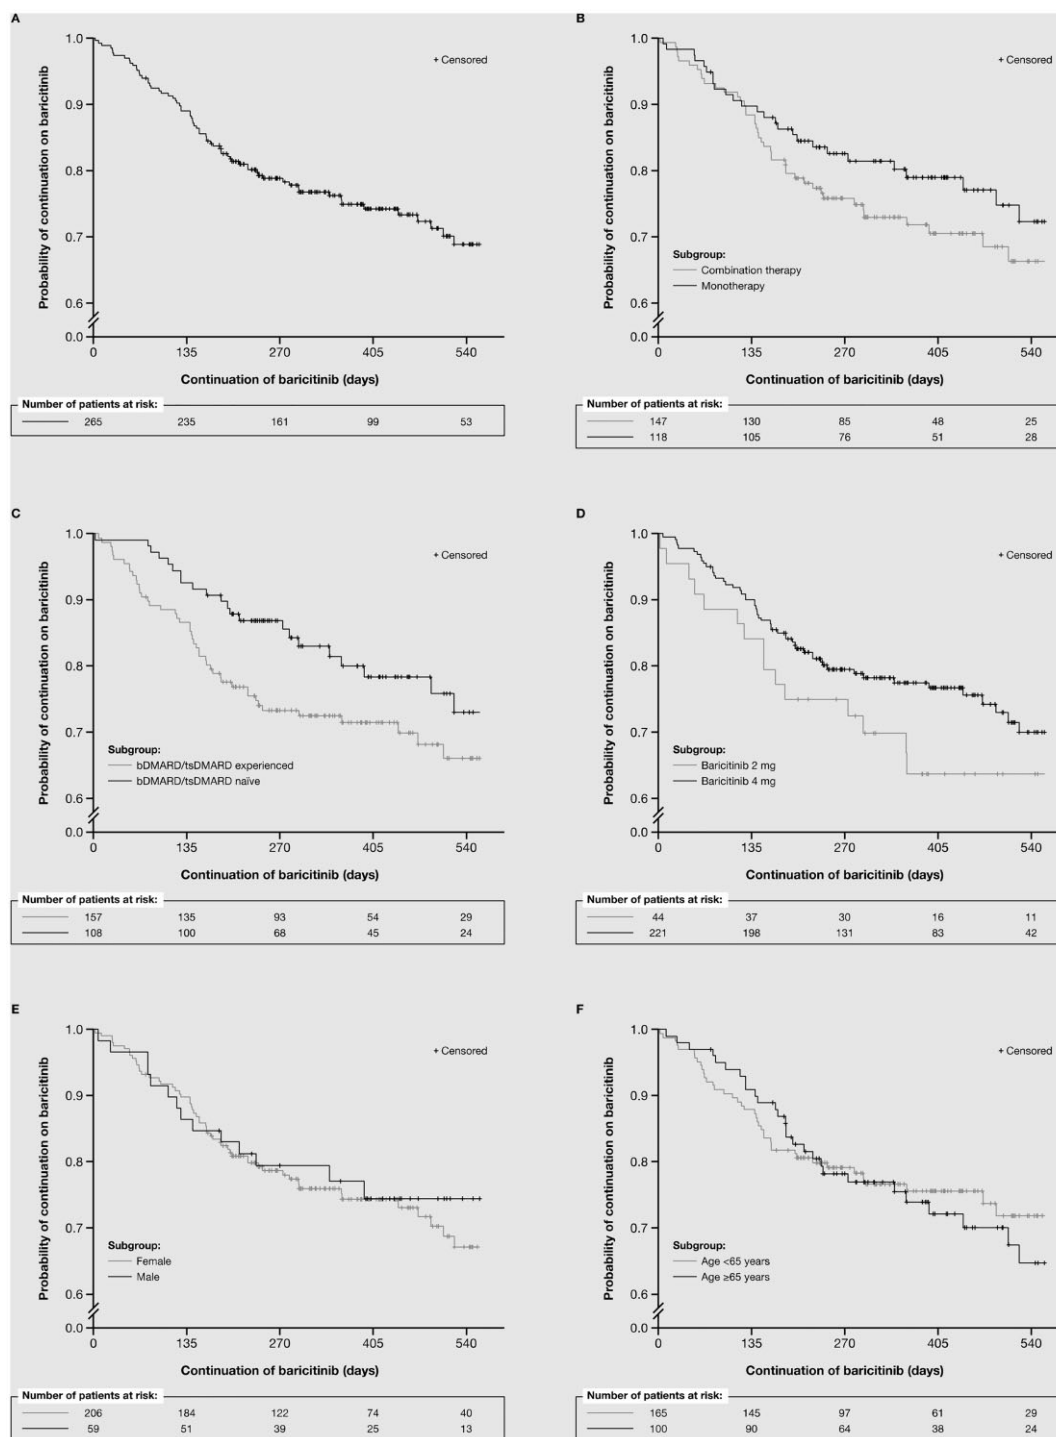 A
Probability of continuation on baricitinib
1.0
0.9
0.8
0.7
0.6
0.0
+ Censored
0 135 270 405 540
Continuation of baricitinib (days)
Number of patients at risk:
265 235 161 99 53
B
Probability of continuation on baricitinib
1.0
0.9
0.8
0.7
0.6
0.0
+ Censored
Subgroup:
Combination therapy
Monotherapy
0 135 270 405 540
Continuation of baricitinib (days)
Number of patients at risk:
147 130 85 48 25
118 105 76 51 28
C
Probability of continuation on baricitinib
1.0
0.9
0.8
0.7
0.6
0.0
+ Censored
Subgroup:
bDMARD/tsDMARD experienced
bDMARD/tsDMARD naïve
0 135 270 405 540
Continuation of baricitinib (days)
Number of patients at risk:
157 135 93 54 29
108 100 68 45 24
D
Probability of continuation on baricitinib
1.0
0.9
0.8
0.7
0.6
0.0
+ Censored
Subgroup:
Baricitinib 2 mg
Baricitinib 4 mg
0 135 270 405 540
Continuation of baricitinib (days)
Number of patients at risk:
44 37 30 16 11
221 198 131 83 42
E
Probability of continuation on baricitinib
1.0
0.9
0.8
0.7
0.6
0.0
+ Censored
Subgroup:
Female
Male
0 135 270 405 540
Continuation of baricitinib (days)
Number of patients at risk:
206 184 122 74 40
59 51 39 25 13
F
Probability of continuation on baricitinib
1.0
0.9
0.8
0.7
0.6
0.0
+ Censored
Subgroup:
Age <65 years
Age ≥65 years
0 135 270 405 540
Continuation of baricitinib (days)
Number of patients at risk:
165 145 97 61 29
100 90 64 38 24